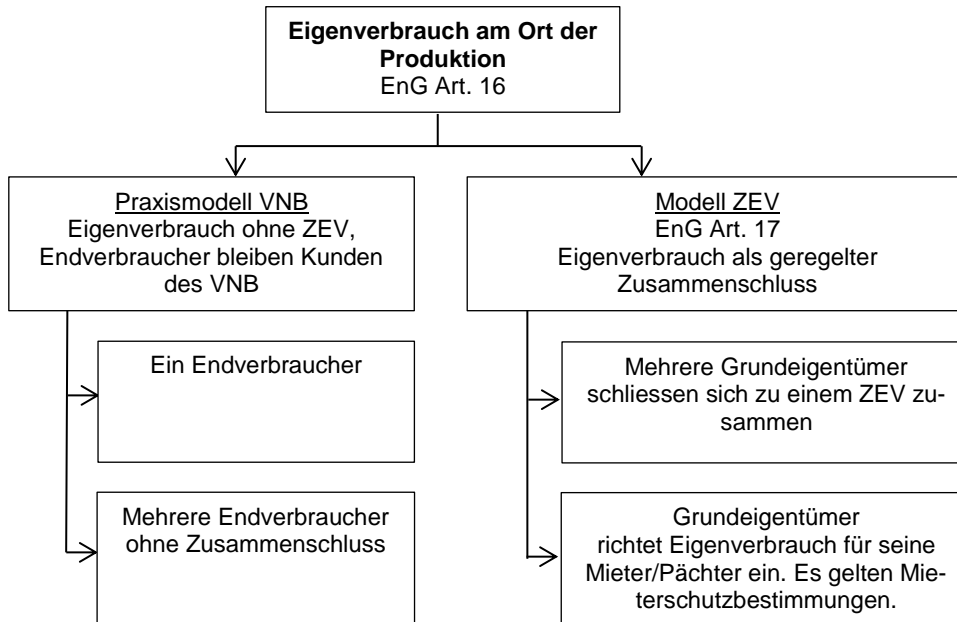 Eigenverbrauch am Ort der
Produktion
EnG Art. 16
Praxismodell VNB
Eigenverbrauch ohne ZEV,
Endverbraucher bleiben Kunden
des VNB
Modell ZEV
EnG Art. 17
Eigenverbrauch als geregelter
Zusammenschluss
Ein Endverbraucher
Mehrere Endverbraucher
ohne Zusammenschluss
Mehrere Grundeigentümer
schliessen sich zu einem ZEV zu-
sammen
Grundeigentümer
richtet Eigenverbrauch für seine
Mieter/Pächter ein. Es gelten Mie-
terschutzbestimmungen.